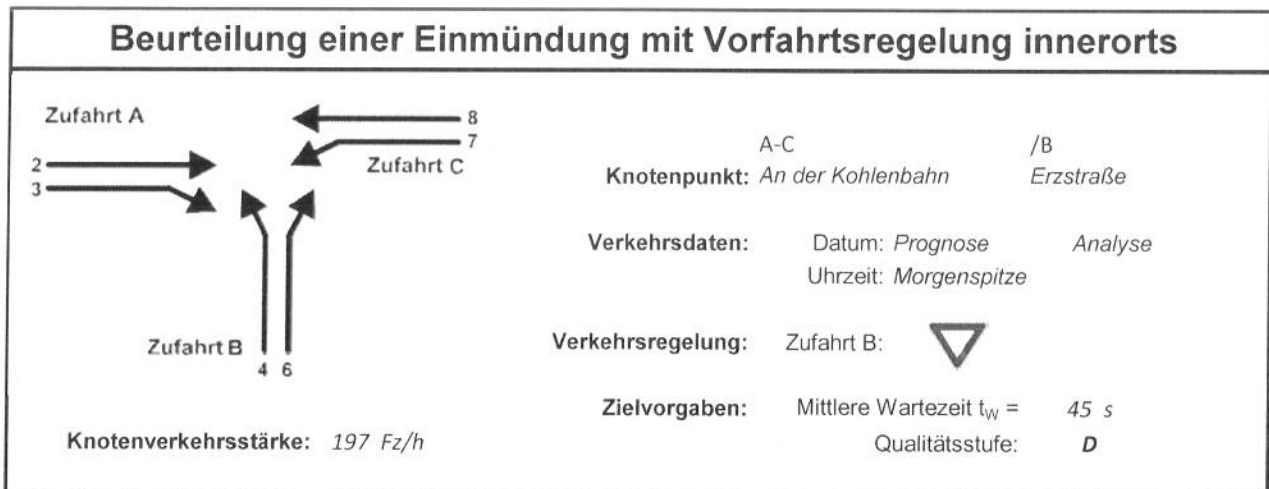 Beurteilung einer Einmündung mit Vorfahrtsregelung innerorts
Zufahrt A
8
7
Zufahrt C
2
3
Zufahrt B
4 6
Knotenverkehrsstärke: 197 Fz/h
A-C /B
Knotenpunkt: An der Kohlenbahn Erzstraße
Verkehrsdaten: Datum: Prognose Analyse
Uhrzeit: Morgenspitze
Verkehrsregelung: Zufahrt B:
Zielvorgaben: Mittlere Wartezeit tW = 45 s
Qualitätsstufe: D